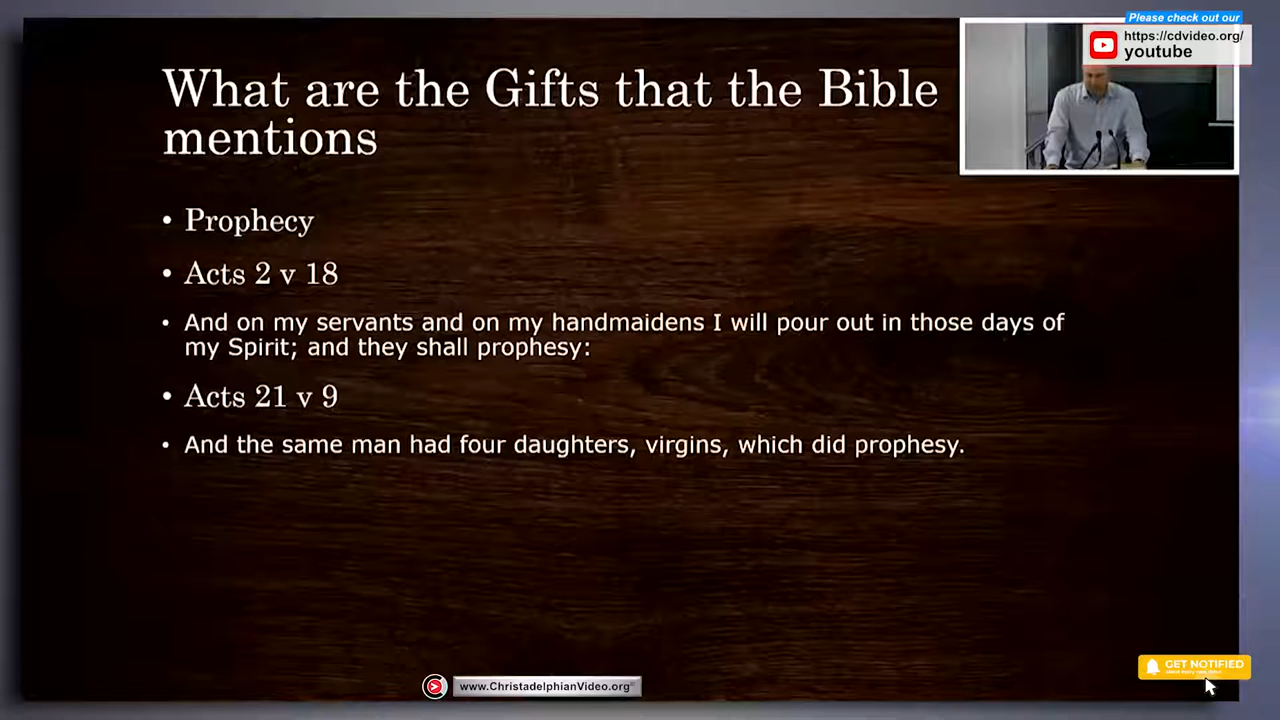 Please check out our
https://cdvideo.org/
youtube
What are the Gifts that the Bible
mentions
• Prophecy
• Acts 2 v 18
• And on my servants and on my handmaidens I will pour out in those days of
my Spirit; and they shall prophesy:
• Acts 21 v 9
• And the same man had four daughters, virgins, which did prophesy.
GET NOTIFIED
www.ChristadelphianVideo.org